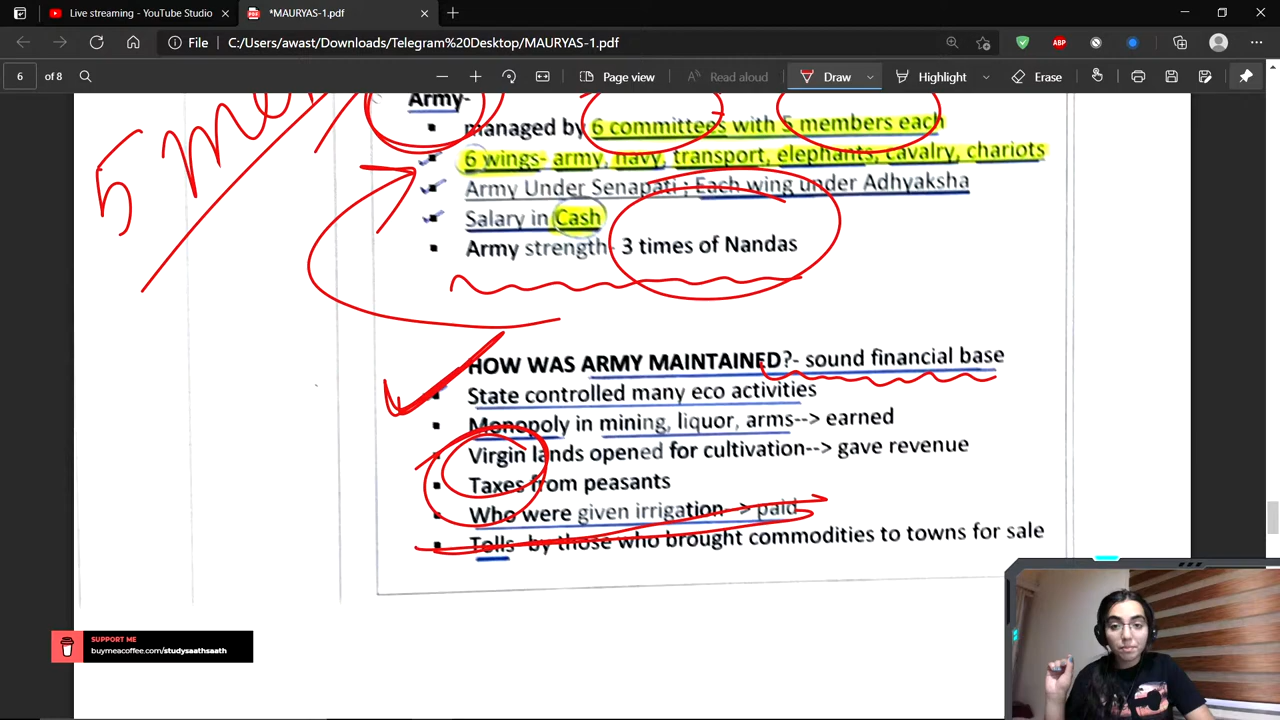 Live streaming - YouTube Studio
*MAURYAS-1.pdf
File
C:/Users/awast/Downloads/Telegram%20Desktop/MAURYAS-1.pdf
ABP
6 of 8
Page view
Read aloud
Draw
Highlight
Erase
Army-
managed by 6 committees with 5 members each
6 wings- army, navy, transport, elephants, cavalry, chariots
Army Under Senapati ; Each wing under Adhyaksha
Salary in Cash
Army strength- 3 times of Nandas
5 mem
HOW WAS ARMY MAINTAINED?- sound financial base
State controlled many eco activities
Monopoly in mining, liquor, arms--> earned
Virgin lands opened for cultivation--> gave revenue
Taxes from peasants
Who were given irrigation--> paid
Tolls- by those who brought commodities to towns for sale
SUPPORT ME
buymeacoffee.com/studysaathsaath